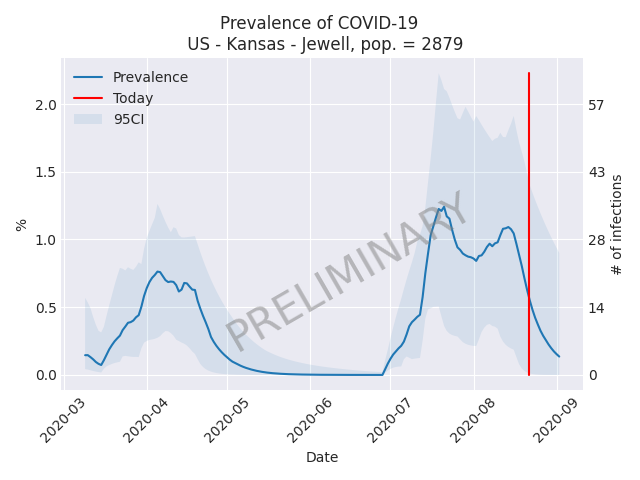 Prevalence of COVID-19
US - Kansas - Jewell, pop. = 2879
Prevalence
Today
95CI
PRELIMINARY
%
2.0
1.5
1.0
0.5
0.0
57
43
28
14
0
# of infections
2020-03
2020-04
2020-05
2020-06
2020-07
2020-08
2020-09
Date